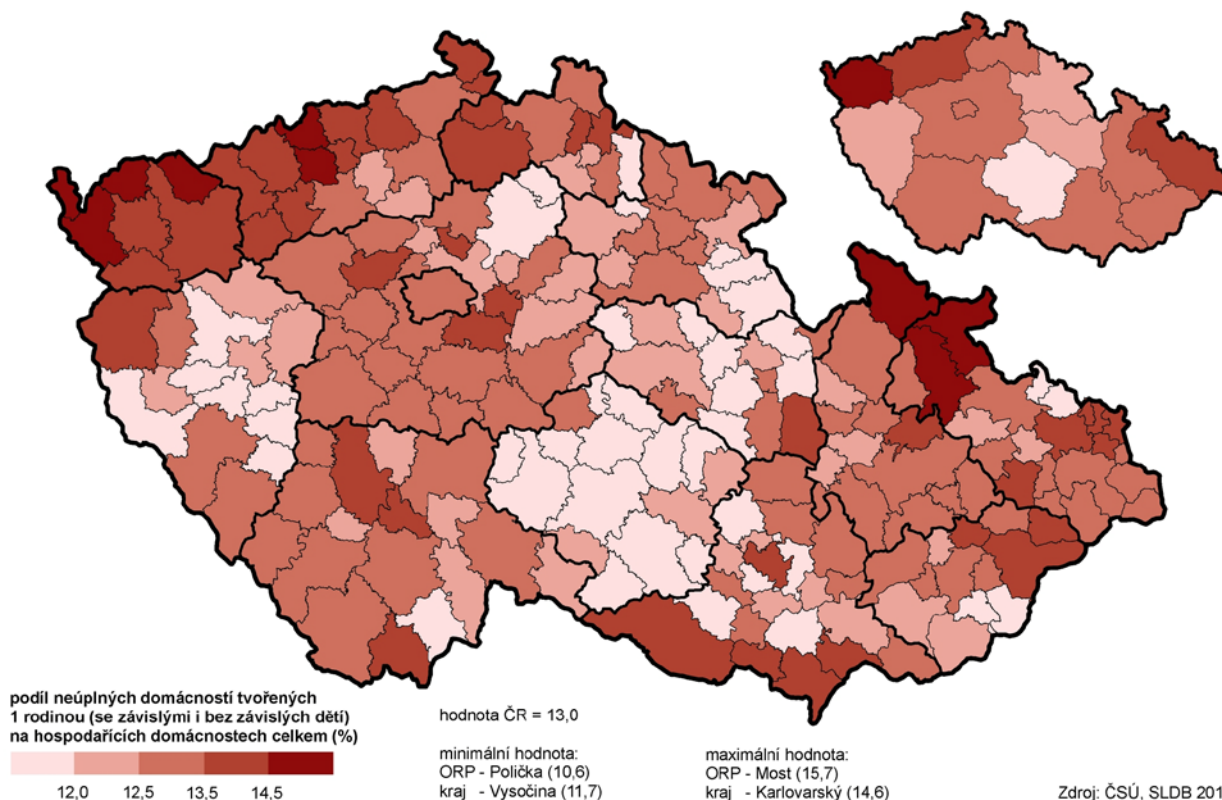 podíl neúplných domácností tvořených
1 rodinou (se závislými i bez závislých dětí)
na hospodařících domácnostech celkem (%)
12,0 12,5 13,5 14,5
hodnota ČR = 13,0
minimální hodnota:
ORP - Polička (10,6)
kraj - Vysočina (11,7)
maximální hodnota:
ORP - Most (15,7)
kraj - Karlovarský (14,6)
Zdroj: ČSÚ, SLDB 201